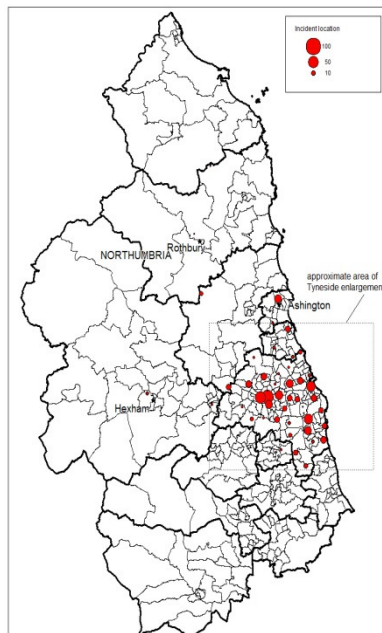 Incident location
100
50
10
Rothbury
NORTHUMBRIA
approximate area of
Tyneside enlargement
Ashington
Hexham